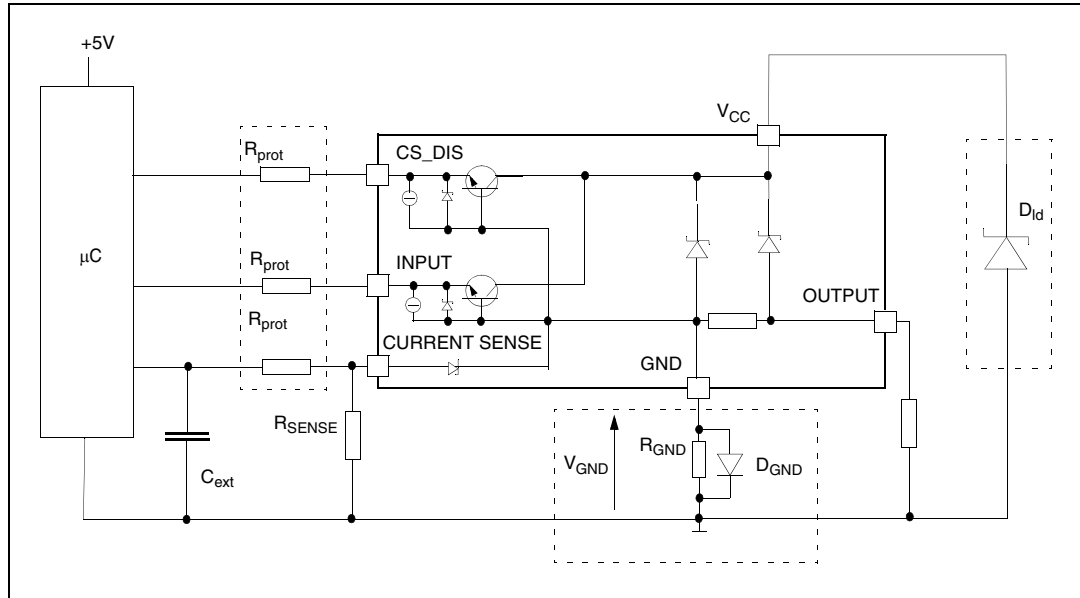 +5V
V_CC
R_prot
CS_DIS
D_ld
μC
R_prot
INPUT
OUTPUT
R_prot
CURRENT SENSE
GND
R_SENSE
R_GND
V_GND
D_GND
C_ext